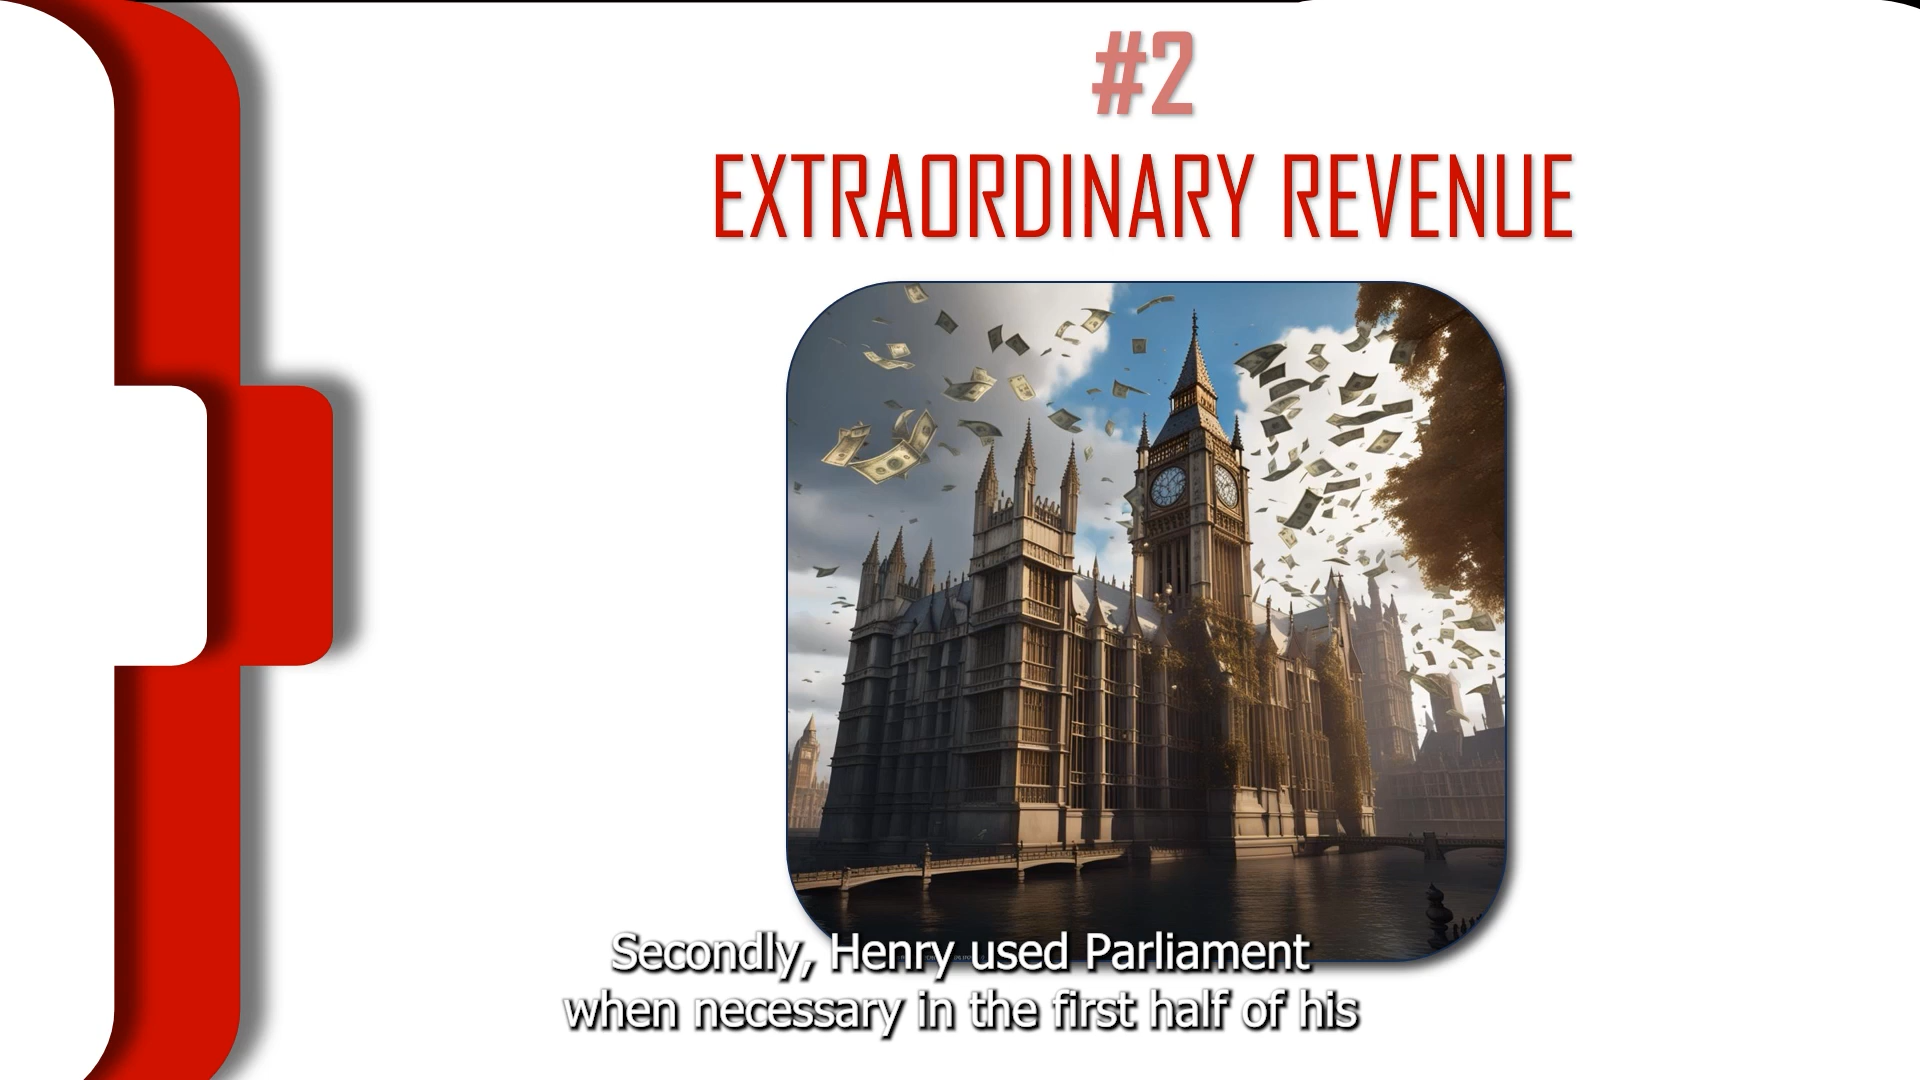 #2
EXTRAORDINARY REVENUE
Secondly, Henry used Parliament
when necessary in the first half of his